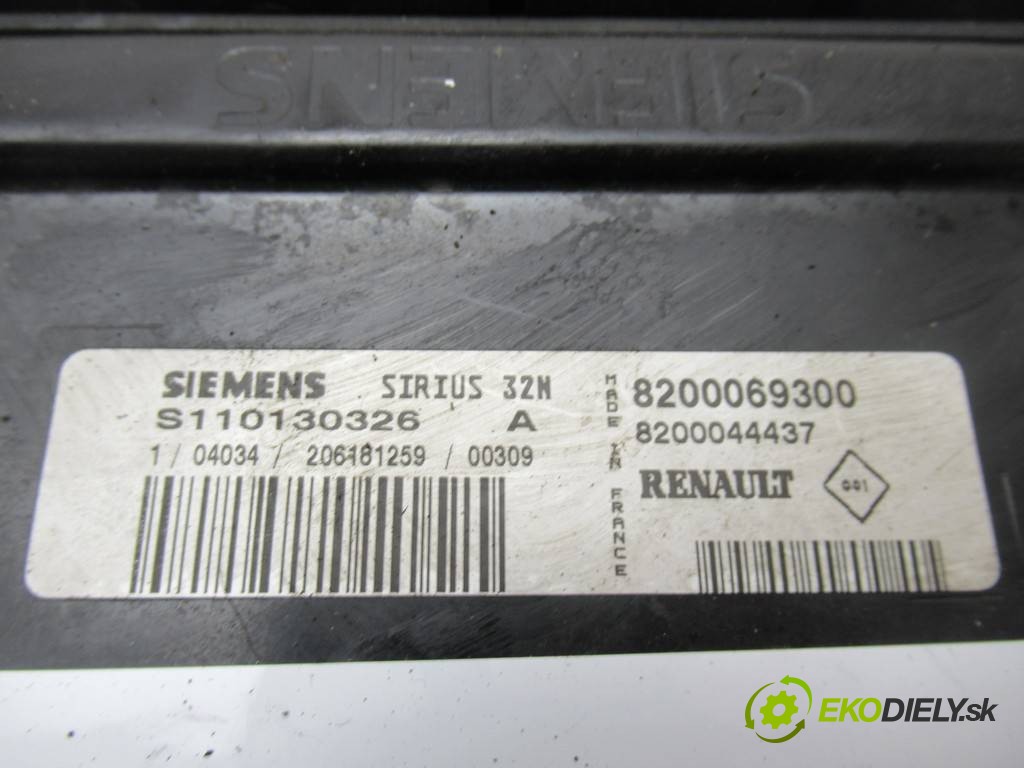 SIEMENS
SIEMENS SIRIUS 32N
S110130326 A
1 / 04034 / 206181259 / 00309
MADE IN FRANCE
8200069300
8200044437
RENAULT
001
EKODIELY.sk